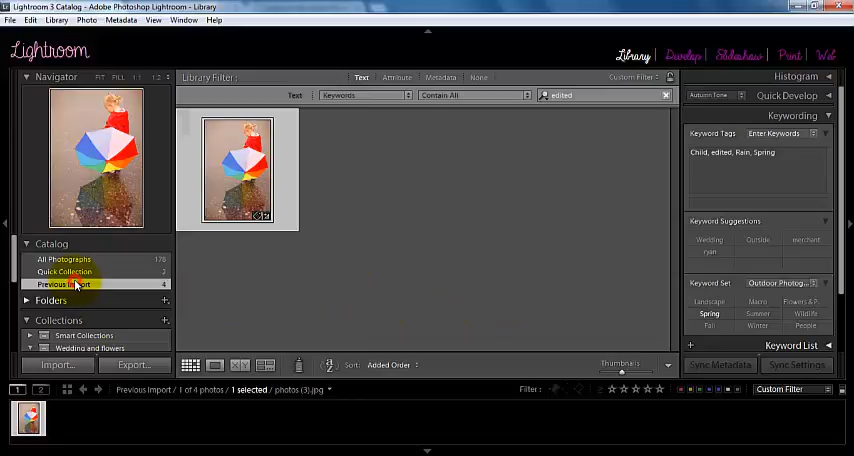 Lightroom 3 Catalog - Adobe Photoshop Lightroom - Library
File Edit Library Photo Metadata View Window Help
Lightroom
Library Develop Slideshow Print Web
Navigator FIT FILL 1:1 1:2
Library Filter: Text Attribute Metadata None Custom Filter
Histogram
Text Keywords Contain All edited
Autumn Tone Quick Develop
Keywording
Keyword Tags Enter Keywords
Child, edited, Rain, Spring
Keyword Suggestions
Wedding Outside merchant
ryan
Catalog
All Photographs 176
Quick Collection 2
Previous Import 4
Folders
Collections
Smart Collections
Wedding and flowers
Keyword Set Outdoor Photog...
Landscape Macro Flowers & P...
Spring Summer Wildlife
Fall Winter People
Keyword List
Import... Export...
Added Order
Thumbnails
Sync Metadata Sync Settings
1 2 Previous Import / 1 of 4 photos / 1 selected / photos (3).jpg Filter: Custom Filter